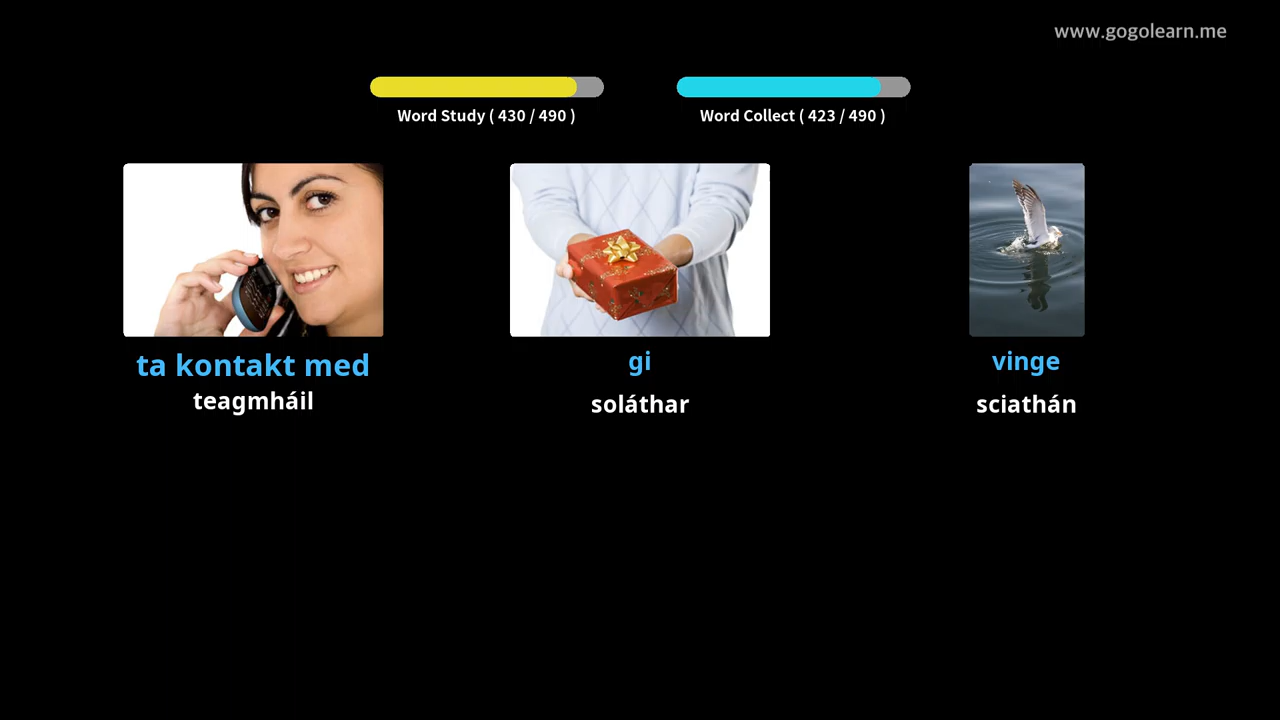 www.gogolearn.me
Word Study ( 430 / 490 )
Word Collect ( 423 / 490 )
ta kontakt med
gi
vinge
teagmháil
soláthar
sciathán